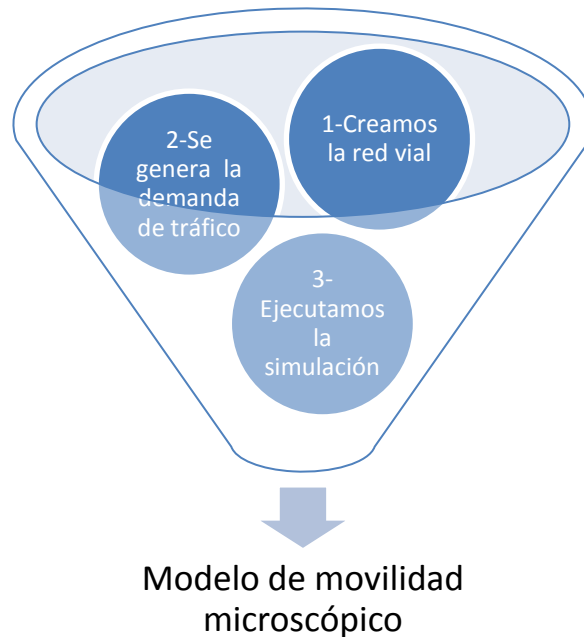 1-Creamos
la red vial
2-Se
genera la
demanda
de tráfico
3-
Ejecutamos
la
simulación
Modelo de movilidad
microscópico